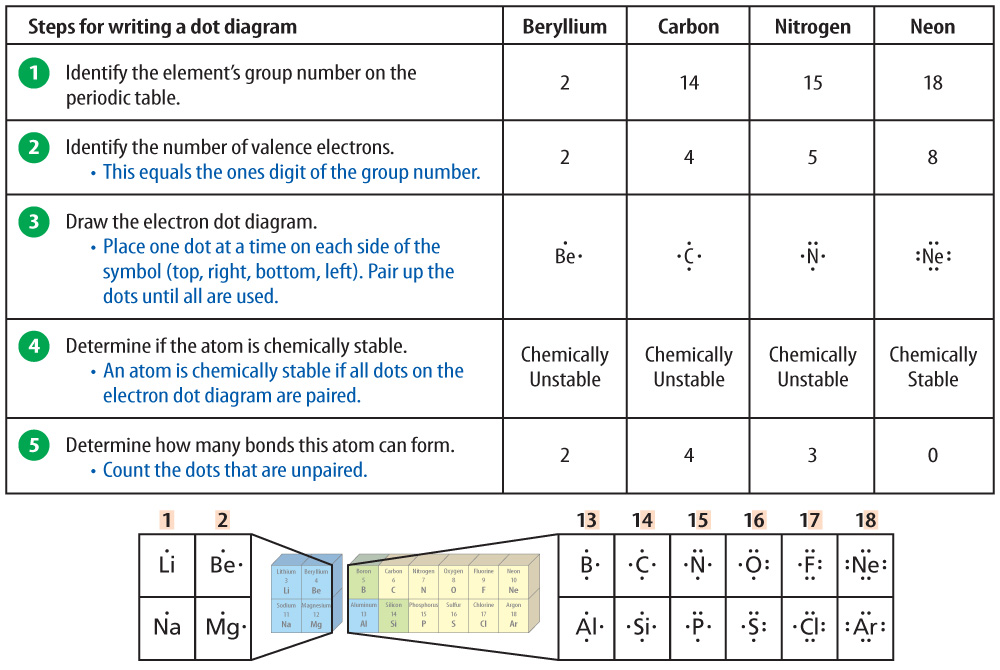 Steps for writing a dot diagram Beryllium Carbon Nitrogen Neon
1 Identify the element's group number on the
periodic table.
2 14 15 18
2 Identify the number of valence electrons.
• This equals the ones digit of the group number.
2 4 5 8
3 Draw the electron dot diagram.
• Place one dot at a time on each side of the
symbol (top, right, bottom, left). Pair up the
dots until all are used.
Be C N Ne
4 Determine if the atom is chemically stable.
• An atom is chemically stable if all dots on the
electron dot diagram are paired.
Chemically Chemically Chemically Chemically
Unstable Unstable Unstable Stable
5 Determine how many bonds this atom can form.
• Count the dots that are unpaired.
2 4 3 0
1 2 13 14 15 16 17 18
Li Be B C N O F Ne
Na Mg Al Si P S Cl Ar
Lithium Beryllium Boron Carbon Nitrogen Oxygen Fluorine Neon
3 4 5 6 7 8 9 10
Li Be B C N O F Ne
Sodium Magnesium Aluminum Silicon Phosphorus Sulfur Chlorine Argon
11 12 13 14 15 16 17 18
Na Mg Al Si P S Cl Ar